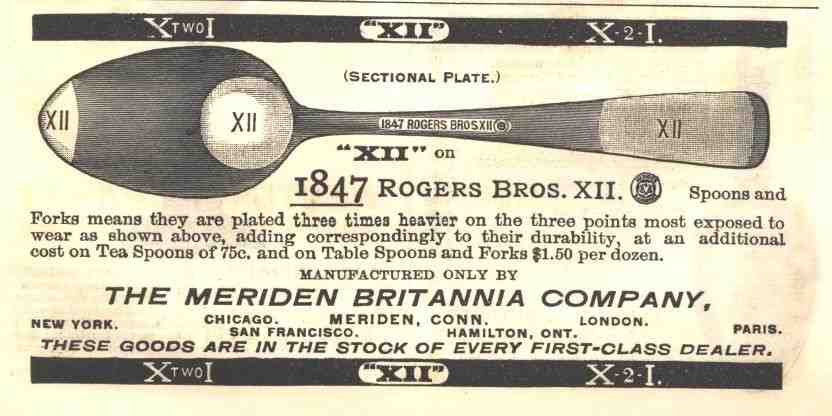 XTWOI "XII" X-2-I.
(SECTIONAL PLATE.)
XII XII 1847 ROGERS BROS XII XII
"XII" on
1847 ROGERS BROS. XII. Spoons and
Forks means they are plated three times heavier on the three points most exposed to
wear as shown above, adding correspondingly to their durability, at an additional
cost on Tea Spoons of 75c. and on Table Spoons and Forks $1.50 per dozen.
MANUFACTURED ONLY BY
THE MERIDEN BRITANNIA COMPANY,
NEW YORK. CHICAGO. MERIDEN, CONN. LONDON. PARIS.
SAN FRANCISCO. HAMILTON, ONT.
THESE GOODS ARE IN THE STOCK OF EVERY FIRST-CLASS DEALER.
XTWOI "XII" X-2-I.